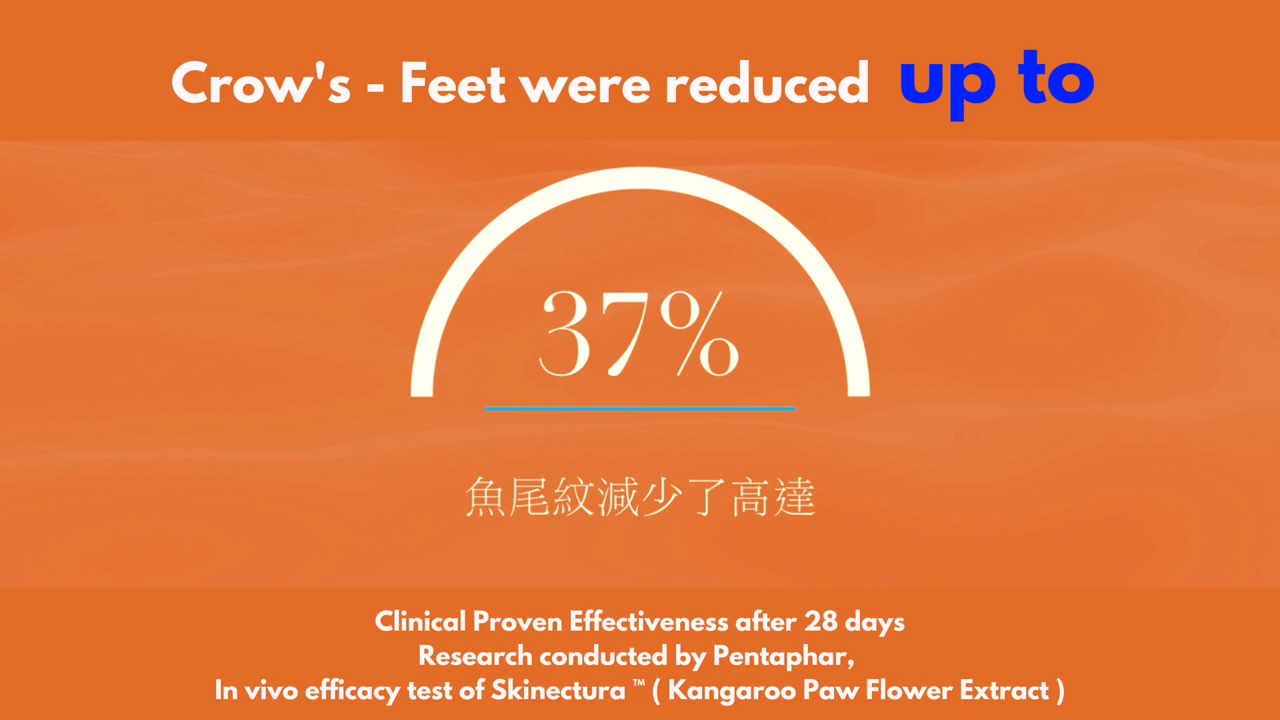 Crow's - Feet were reduced up to
37%
魚尾紋減少了高達
Clinical Proven Effectiveness after 28 days
Research conducted by Pentaphar,
In vivo efficacy test of Skinectura ™ ( Kangaroo Paw Flower Extract )